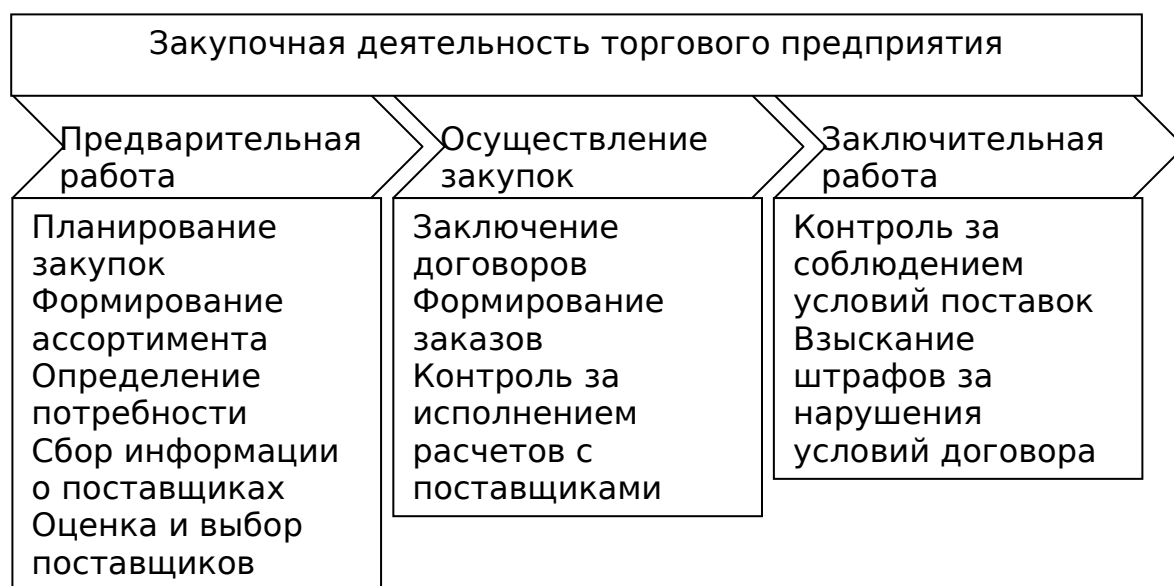 Закупочная деятельность торгового предприятия
Предварительная
работа
Планирование
закупок
Формирование
ассортимента
Определение
потребности
Сбор информации
о поставщиках
Оценка и выбор
поставщиков
Осуществление
закупок
Заключение
договоров
Формирование
заказов
Контроль за
исполнением
расчетов с
поставщиками
Заключительная
работа
Контроль за
соблюдением
условий поставок
Взыскание
штрафов за
нарушения
условий договора